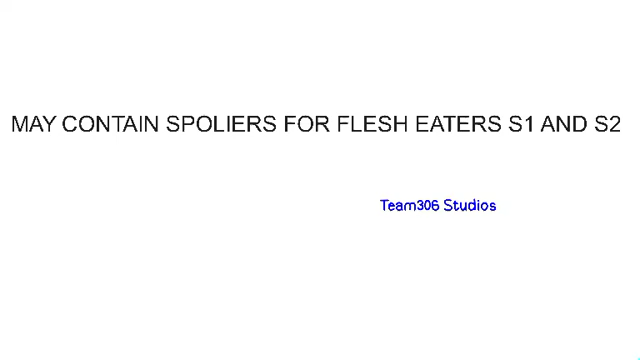 MAY CONTAIN SPOLIERS FOR FLESH EATERS S1 AND S2
Team306 Studios